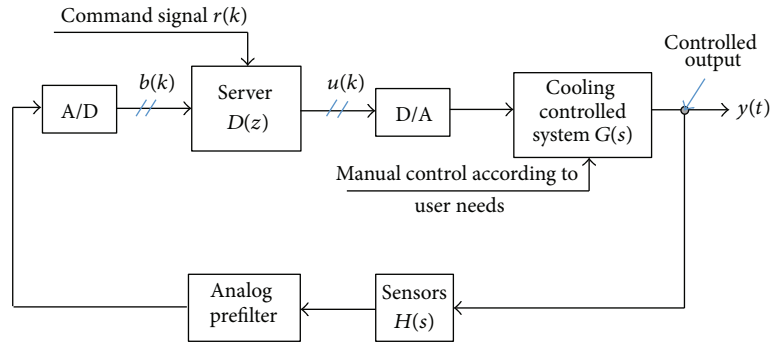 Command signal r(k)
Controlled
output
A/D
b(k)
Server
D(z)
u(k)
D/A
Cooling
controlled
system G(s)
y(t)
Manual control according to
user needs
Analog
prefilter
Sensors
H(s)